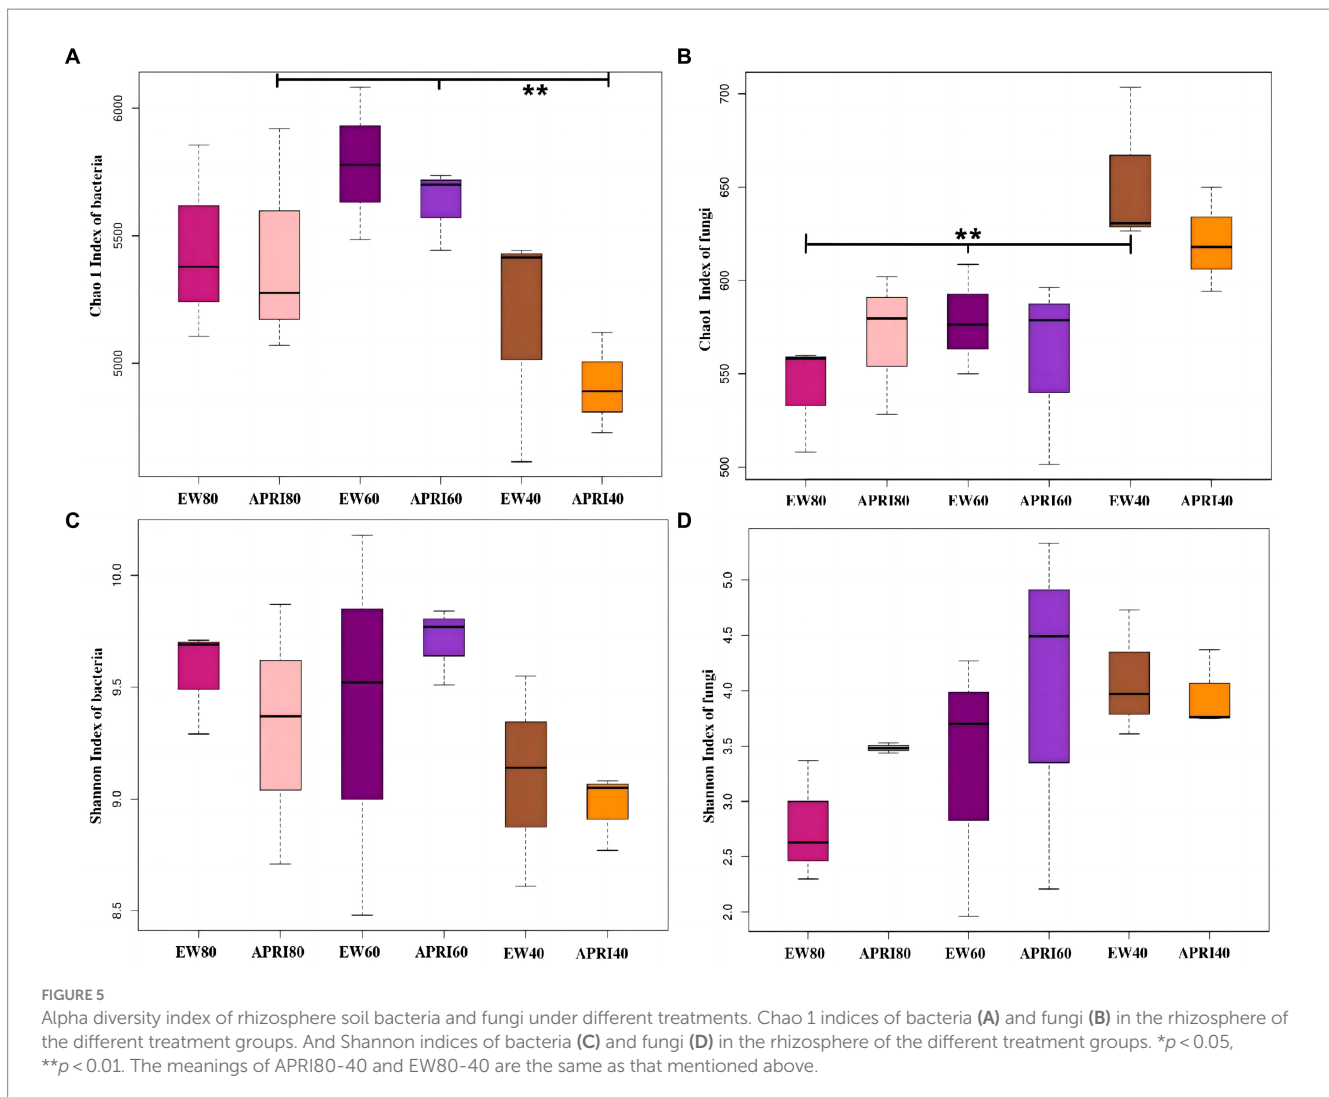 A
Chao 1 Index of bacteria
6000
5500
5000
**
EW80 APRI80 EW60 APRI60 EW40 APRI40
B
Chao1 Index of fungi
700
650
600
550
500
**
EW80 APRI80 EW60 APRI60 EW40 APRI40
C
Shannon Index of bacteria
10.0
9.5
9.0
8.5
EW80 APRI80 EW60 APRI60 EW40 APRI40
D
Shannon Index of fungi
5.0
4.5
4.0
3.5
3.0
2.5
2.0
EW80 APRI80 EW60 APRI60 EW40 APRI40
FIGURE 5
Alpha diversity index of rhizosphere soil bacteria and fungi under different treatments. Chao 1 indices of bacteria (A) and fungi (B) in the rhizosphere of
the different treatment groups. And Shannon indices of bacteria (C) and fungi (D) in the rhizosphere of the different treatment groups. *p < 0.05,
**p < 0.01. The meanings of APRI80-40 and EW80-40 are the same as that mentioned above.